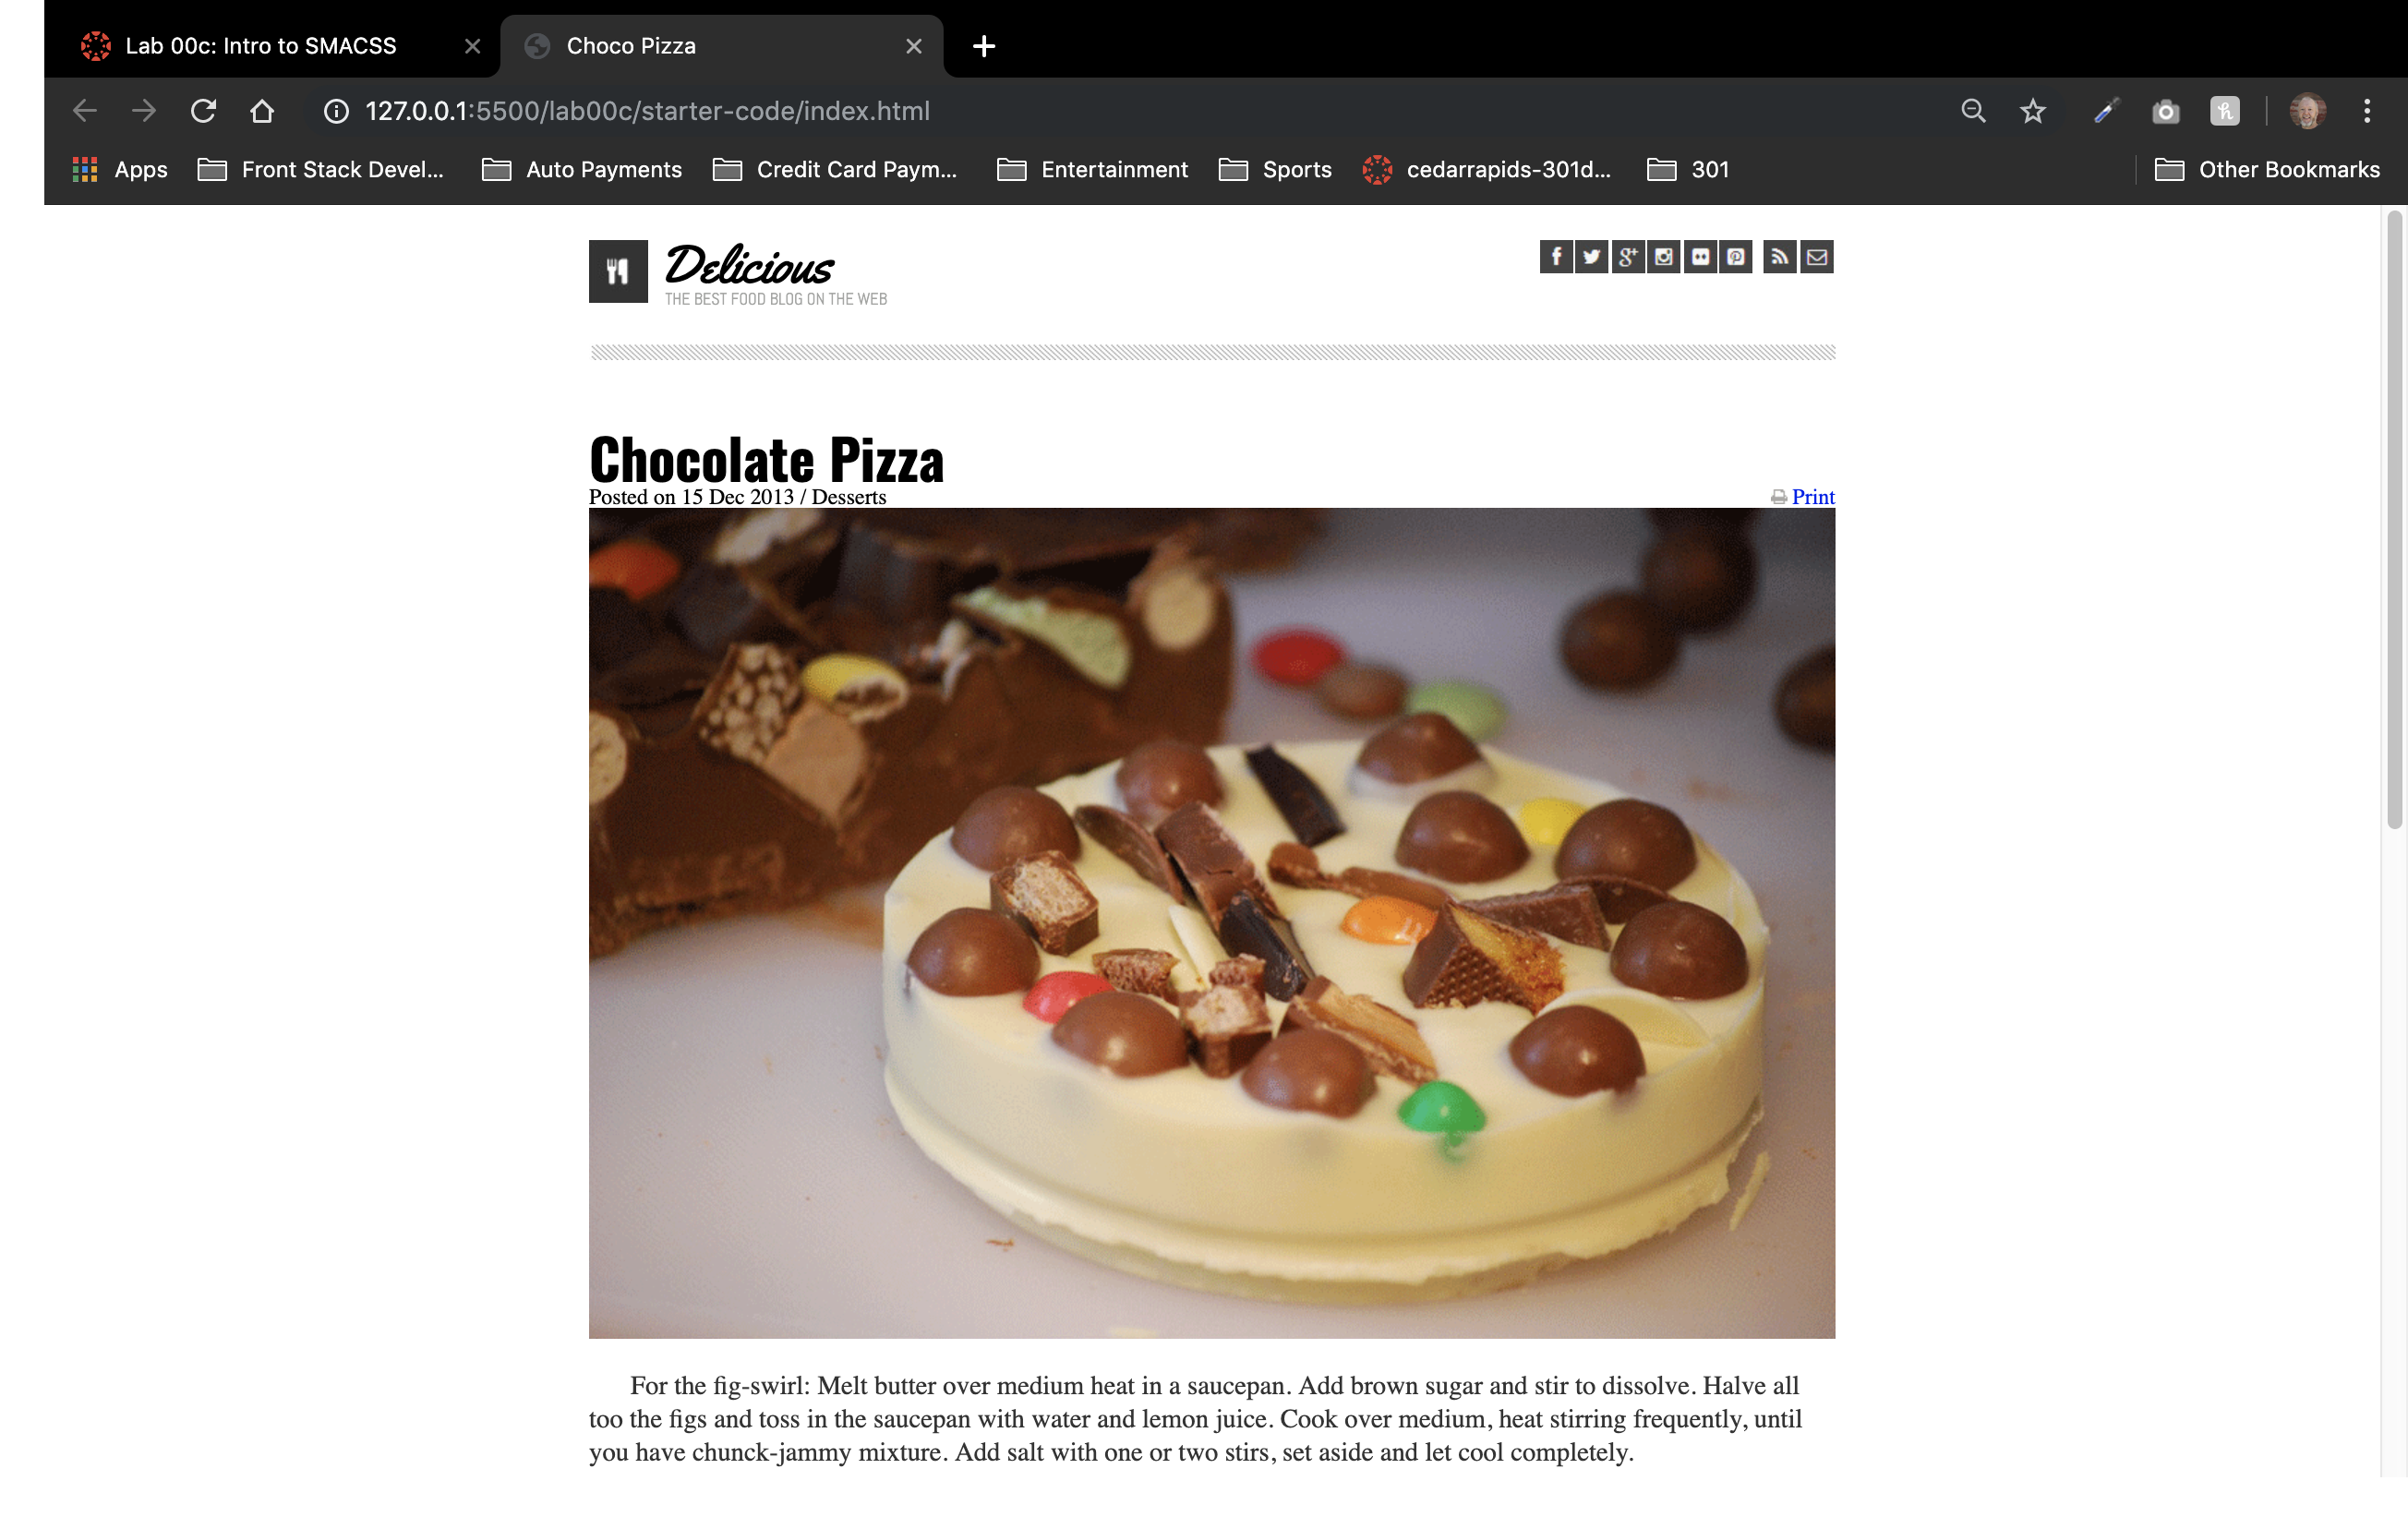 Lab 00c: Intro to SMACSS
Choco Pizza
127.0.0.1:5500/lab00c/starter-code/index.html
Apps Front Stack Devel... Auto Payments Credit Card Paym... Entertainment Sports cedarrapids-301d... 301 Other Bookmarks
Delicious
THE BEST FOOD BLOG ON THE WEB
Chocolate Pizza
Posted on 15 Dec 2013 / Desserts Print
For the fig-swirl: Melt butter over medium heat in a saucepan. Add brown sugar and stir to dissolve. Halve all
too the figs and toss in the saucepan with water and lemon juice. Cook over medium, heat stirring frequently, until
you have chunck-jammy mixture. Add salt with one or two stirs, set aside and let cool completely.